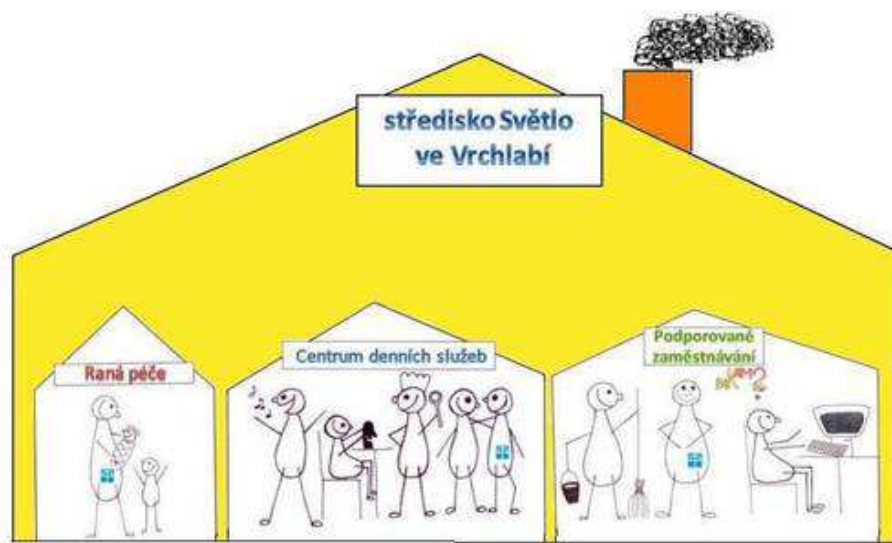 středisko Světlo
ve Vrchlabí
Raná péče
Centrum denních služeb
Podporované
zaměstnávání